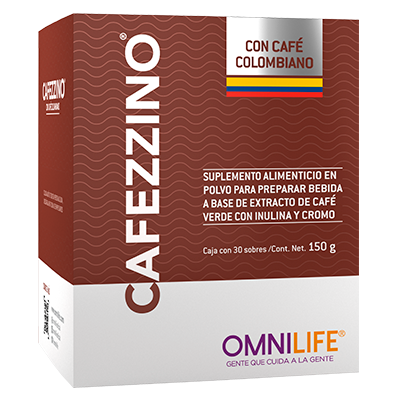 CAFEZZINO®
CON CAFÉ
COLOMBIANO
SUPLEMENTO ALIMENTICIO EN
POLVO PARA PREPARAR BEBIDA
A BASE DE EXTRACTO DE CAFÉ
VERDE CON INULINA Y CROMO
Caja con 30 sobres /Cont. Net. 150 g
OMNILIFE®
GENTE QUE CUIDA A LA GENTE
CAFEZZINO®